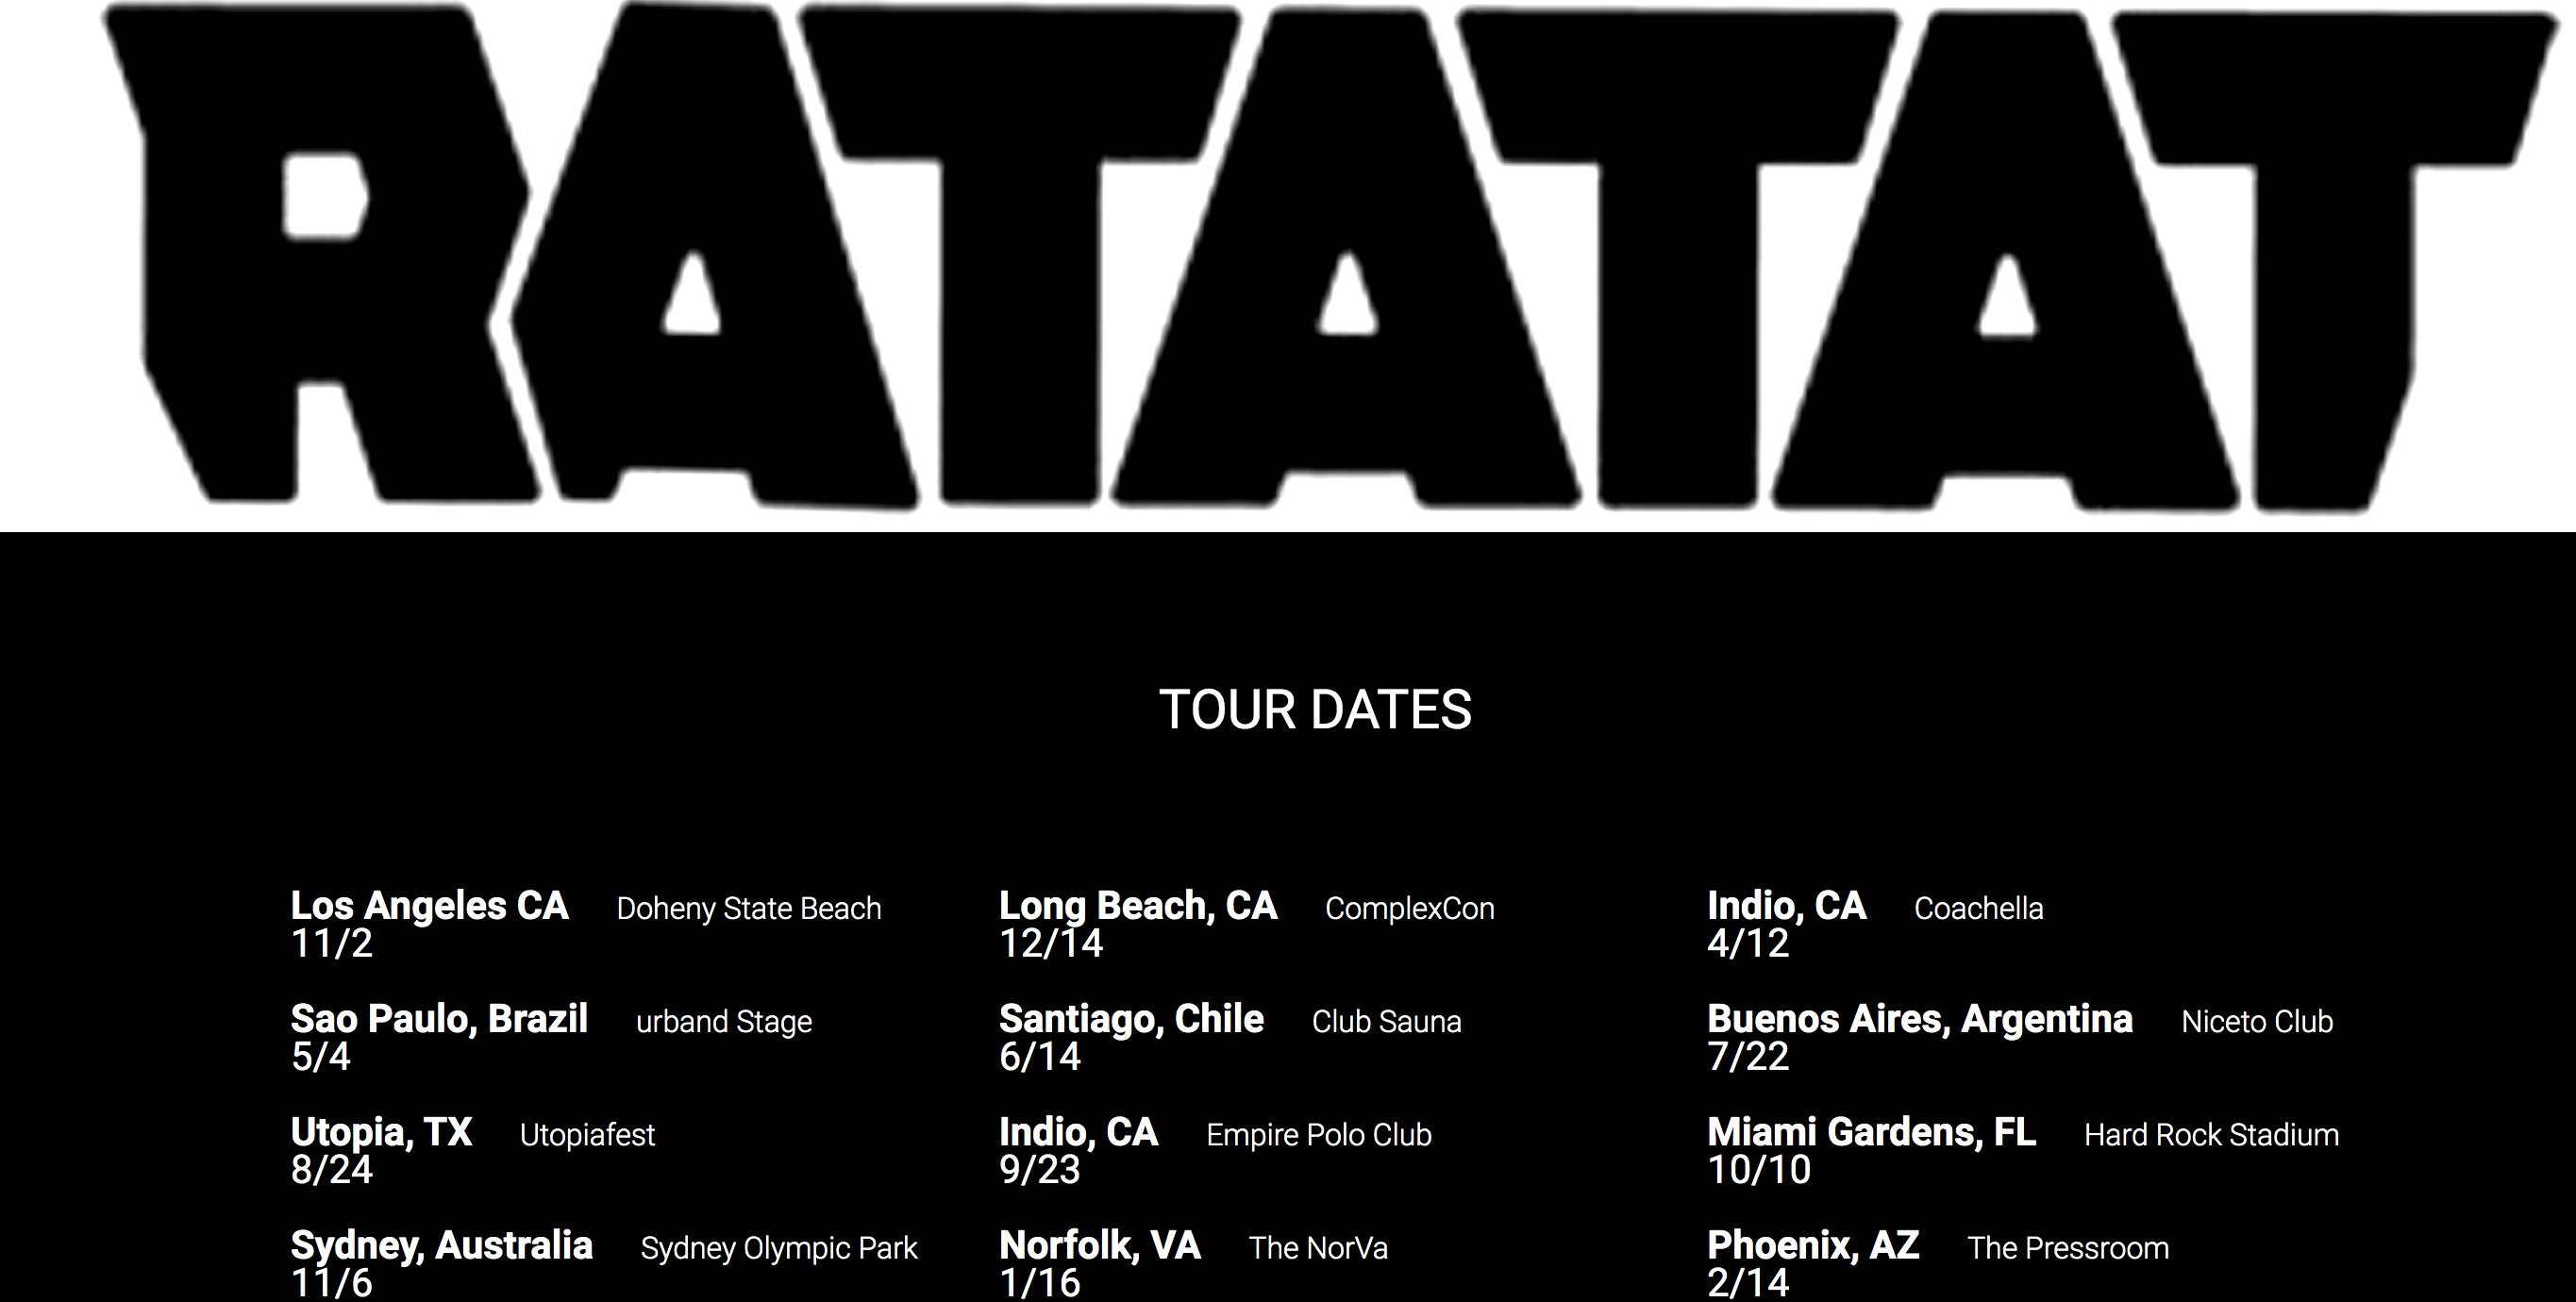 RATATAT
TOUR DATES
Los Angeles CA Doheny State Beach
11/2
Long Beach, CA ComplexCon
12/14
Indio, CA Coachella
4/12
Sao Paulo, Brazil urband Stage
5/4
Santiago, Chile Club Sauna
6/14
Buenos Aires, Argentina Niceto Club
7/22
Utopia, TX Utopiafest
8/24
Indio, CA Empire Polo Club
9/23
Miami Gardens, FL Hard Rock Stadium
10/10
Sydney, Australia Sydney Olympic Park
11/6
Norfolk, VA The NorVa
1/16
Phoenix, AZ The Pressroom
2/14